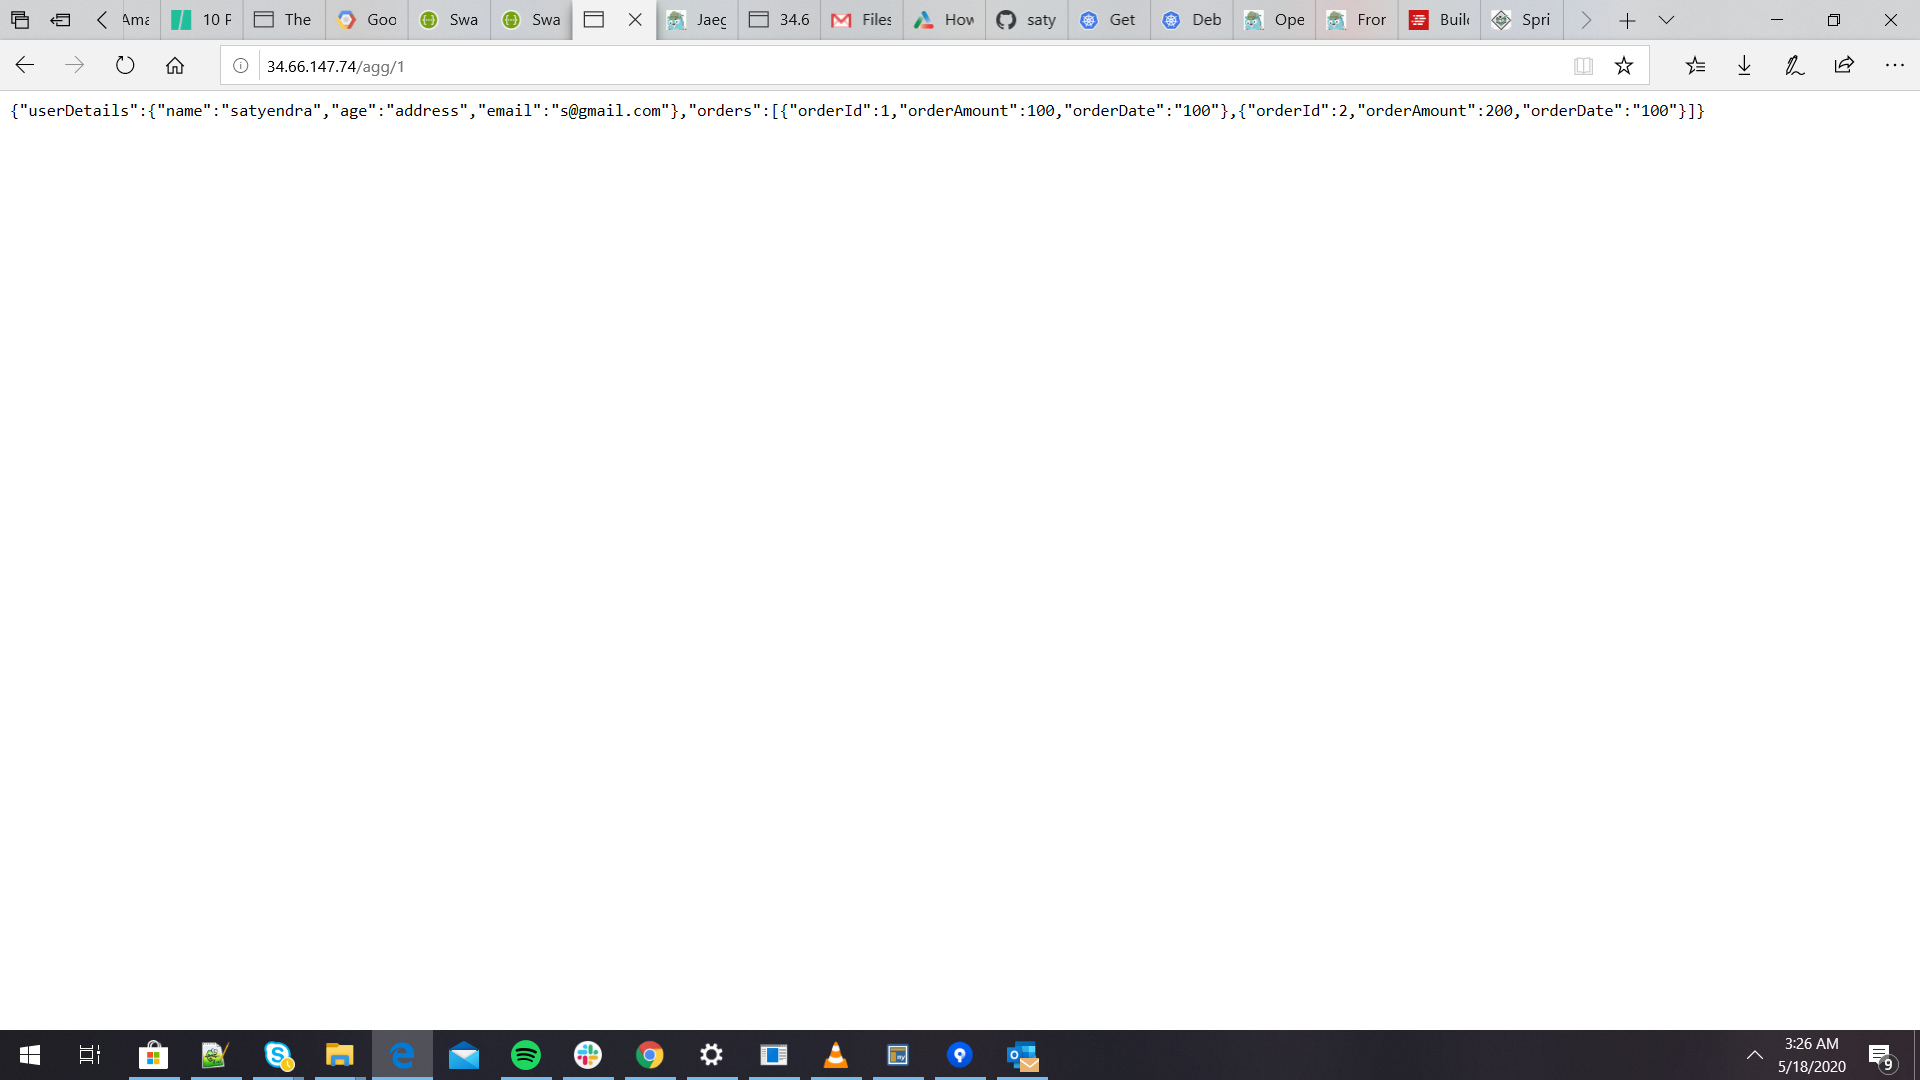 Ama 10 F The Goo Swa Swa Jaeg 34.6 Files How saty Get Deb Ope Fror Buil Spri
34.66.147.74/agg/1
{"userDetails":{"name":"satyendra","age":"address","email":"s@gmail.com"},"orders":[{"orderId":1,"orderAmount":100,"orderDate":"100"},{"orderId":2,"orderAmount":200,"orderDate":"100"}]}
3:26 AM
5/18/2020
9